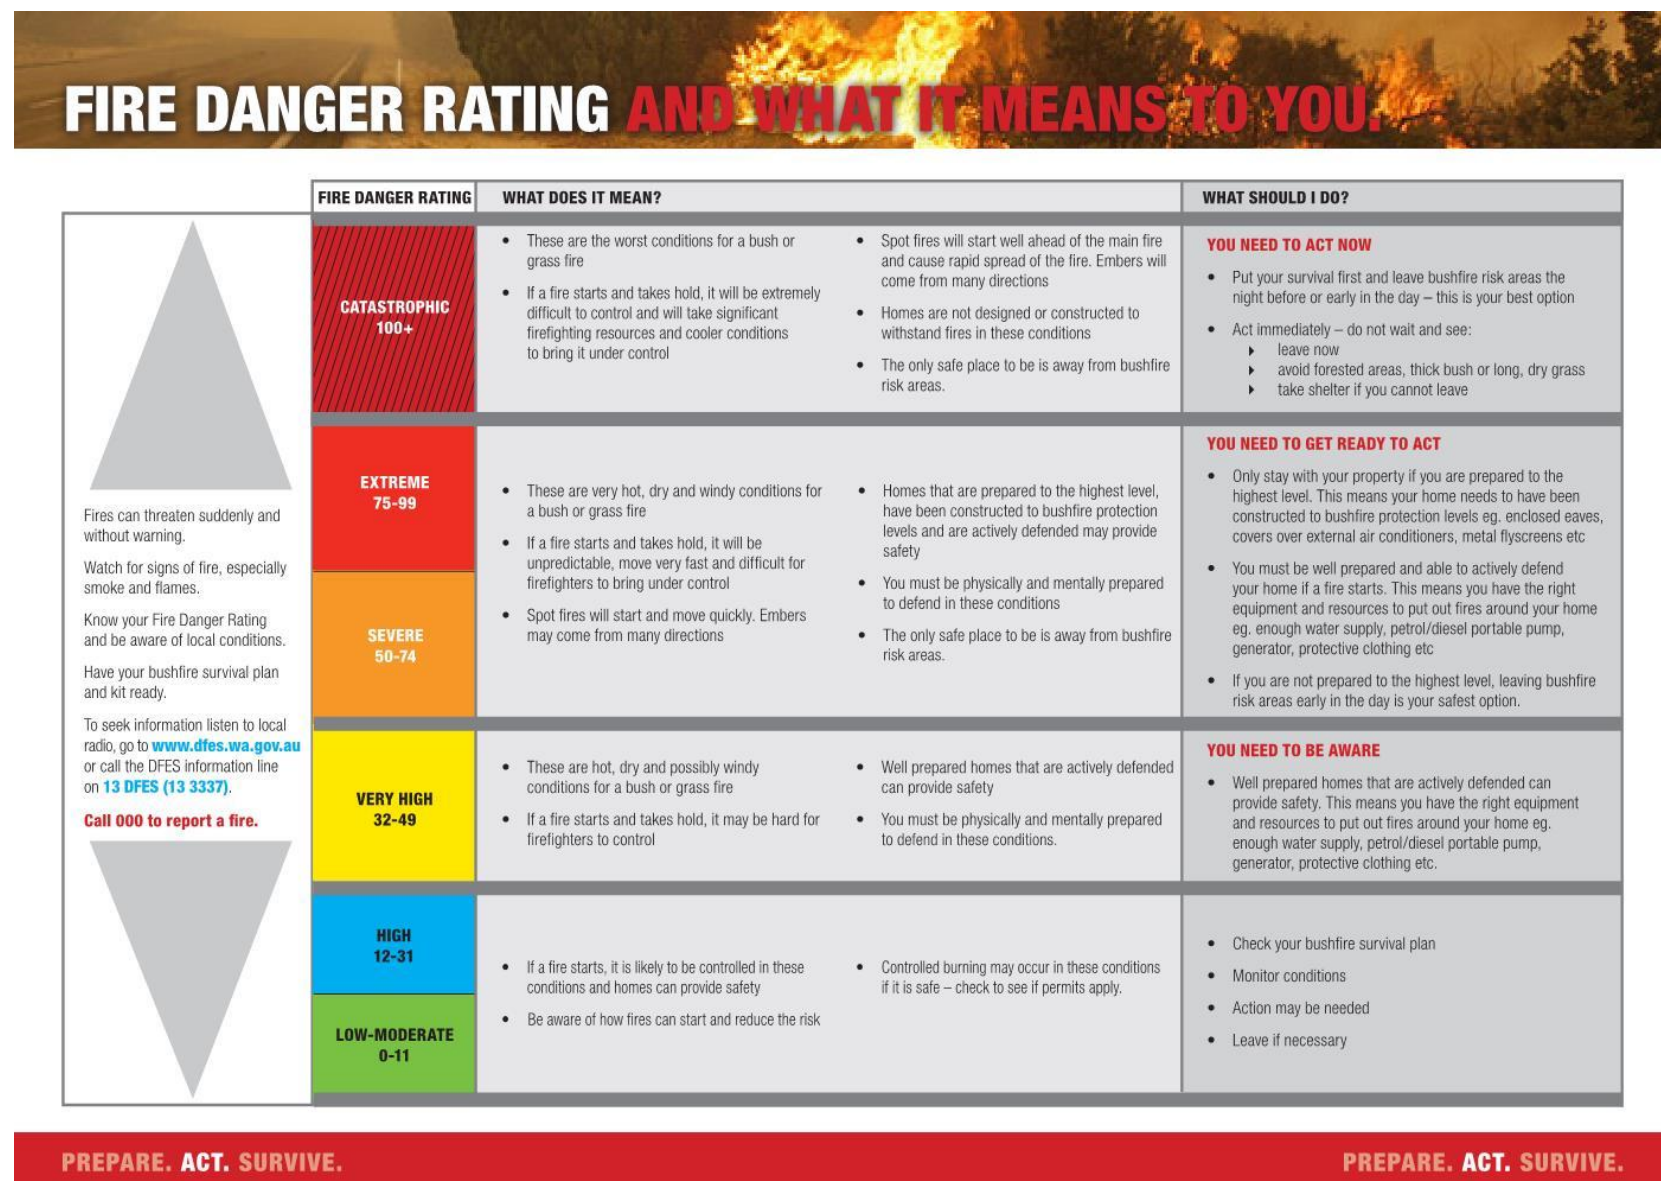 FIRE DANGER RATING AND WHAT IT MEANS TO YOU.
FIRE DANGER RATING
WHAT DOES IT MEAN?
WHAT SHOULD I DO?
Fires can threaten suddenly and
without warning.
Watch for signs of fire, especially
smoke and flames.
Know your Fire Danger Rating
and be aware of local conditions.
Have your bushfire survival plan
and kit ready.
To seek information listen to local
radio, go to www.dfes.wa.gov.au
or call the DFES information line
on 13 DFES (13 3337).
Call 000 to report a fire.
CATASTROPHIC
100+
• These are the worst conditions for a bush or
grass fire
• If a fire starts and takes hold, it will be extremely
difficult to control and will take significant
firefighting resources and cooler conditions
to bring it under control
• Spot fires will start well ahead of the main fire
and cause rapid spread of the fire. Embers will
come from many directions
• Homes are not designed or constructed to
withstand fires in these conditions
• The only safe place to be is away from bushfire
risk areas.
YOU NEED TO ACT NOW
• Put your survival first and leave bushfire risk areas the
night before or early in the day – this is your best option
• Act immediately – do not wait and see:
leave now
avoid forested areas, thick bush or long, dry grass
take shelter if you cannot leave
EXTREME
75-99
SEVERE
50-74
• These are very hot, dry and windy conditions for
a bush or grass fire
• If a fire starts and takes hold, it will be
unpredictable, move very fast and difficult for
firefighters to bring under control
• Spot fires will start and move quickly. Embers
may come from many directions
• Homes that are prepared to the highest level,
have been constructed to bushfire protection
levels and are actively defended may provide
safety
• You must be physically and mentally prepared
to defend in these conditions
• The only safe place to be is away from bushfire
risk areas.
YOU NEED TO GET READY TO ACT
• Only stay with your property if you are prepared to the
highest level. This means your home needs to have been
constructed to bushfire protection levels eg. enclosed eaves,
covers over external air conditioners, metal flyscreens etc
• You must be well prepared and able to actively defend
your home if a fire starts. This means you have the right
equipment and resources to put out fires around your home
eg. enough water supply, petrol/diesel portable pump,
generator, protective clothing etc
• If you are not prepared to the highest level, leaving bushfire
risk areas early in the day is your safest option.
VERY HIGH
32-49
• These are hot, dry and possibly windy
conditions for a bush or grass fire
• If a fire starts and takes hold, it may be hard for
firefighters to control
• Well prepared homes that are actively defended
can provide safety
• You must be physically and mentally prepared
to defend in these conditions.
YOU NEED TO BE AWARE
• Well prepared homes that are actively defended can
provide safety. This means you have the right equipment
and resources to put out fires around your home eg.
enough water supply, petrol/diesel portable pump,
generator, protective clothing etc.
HIGH
12-31
LOW-MODERATE
0-11
• If a fire starts, it is likely to be controlled in these
conditions and homes can provide safety
• Be aware of how fires can start and reduce the risk
• Controlled burning may occur in these conditions
if it is safe – check to see if permits apply.
• Check your bushfire survival plan
• Monitor conditions
• Action may be needed
• Leave if necessary
PREPARE. ACT. SURVIVE.
PREPARE. ACT. SURVIVE.